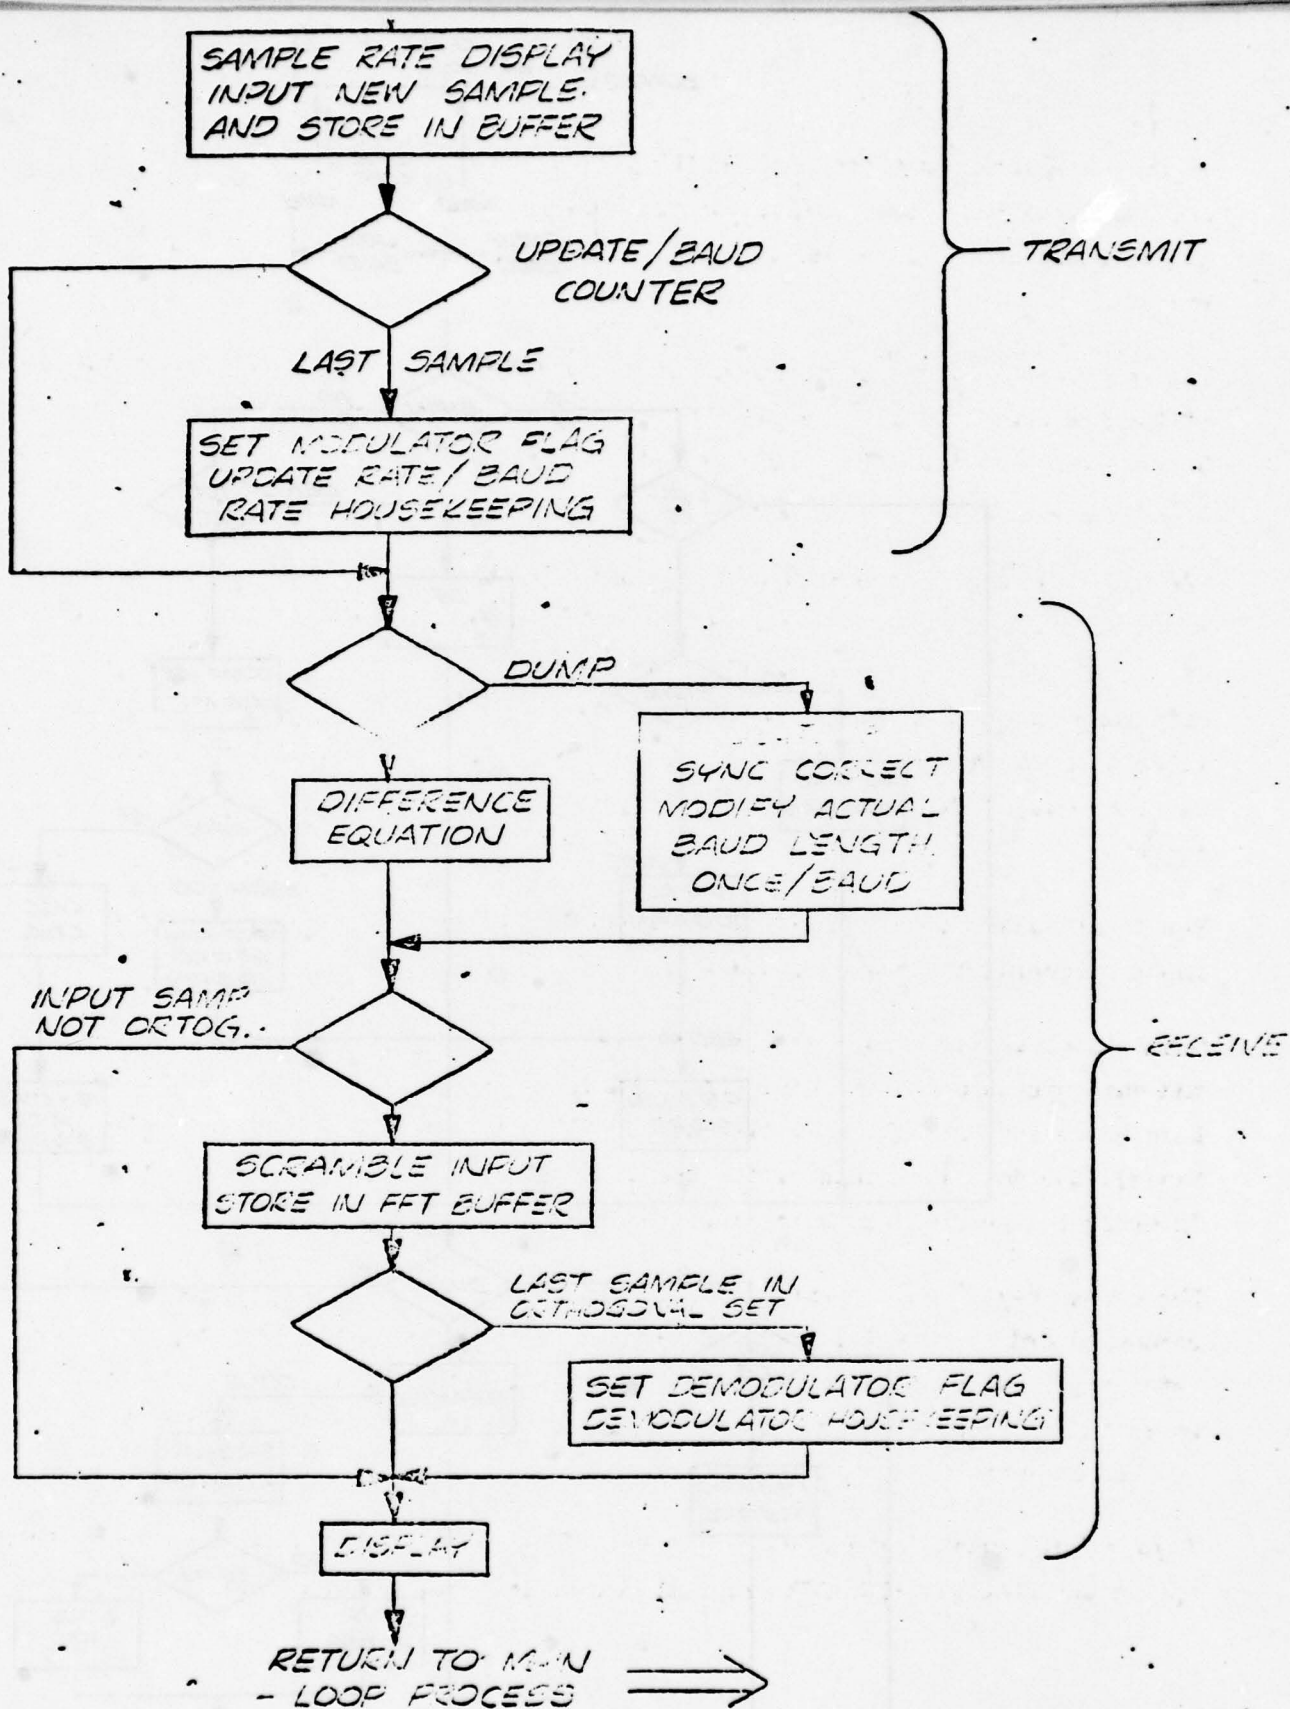 SAMPLE RATE DISPLAY
INPUT NEW SAMPLE.
AND STORE IN BUFFER
UPDATE/BAUD
COUNTER
TRANSMIT
LAST SAMPLE
SET MODULATOR FLAG
UPDATE RATE/BAUD
RATE HOUSEKEEPING
DUMP
SYNC CORRECT
MODIFY ACTUAL
BAUD LENGTH
ONCE/BAUD
DIFFERENCE
EQUATION
INPUT SAMP
NOT ORTOG.
RECEIVE
SCRAMBLE INPUT
STORE IN FFT BUFFER
LAST SAMPLE IN
ORTHOGONAL SET
SET DEMODULATOR FLAG
DEMODULATOR HOUSEKEEPING
DISPLAY
RETURN TO MAIN
- LOOP PROCESS